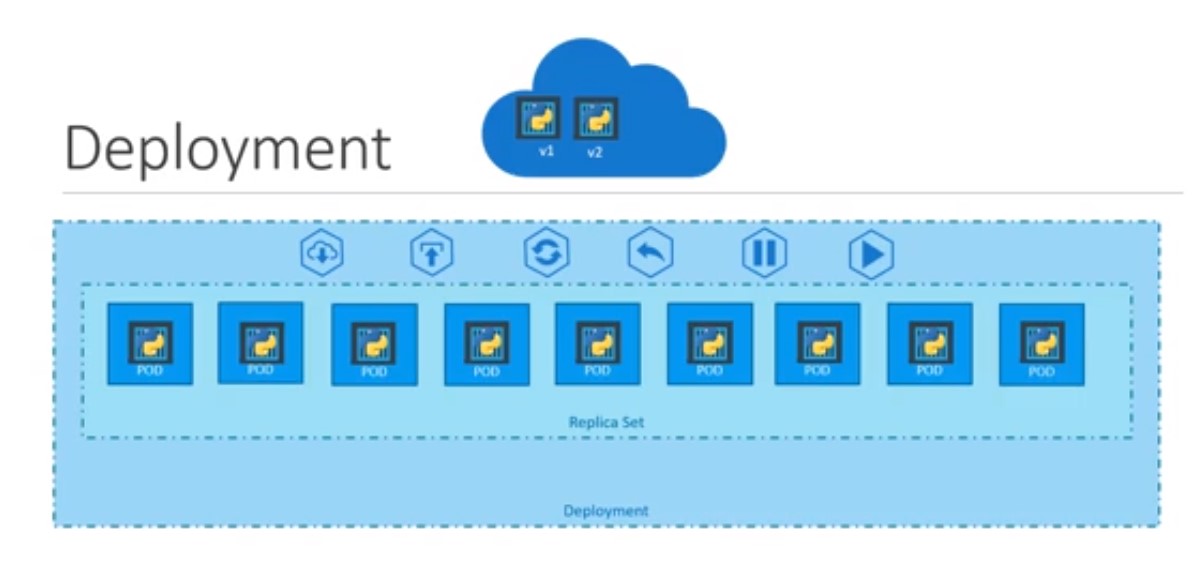 Deployment
v1 v2
POD POD POD POD POD POD POD POD POD
Replica Set
Deployment